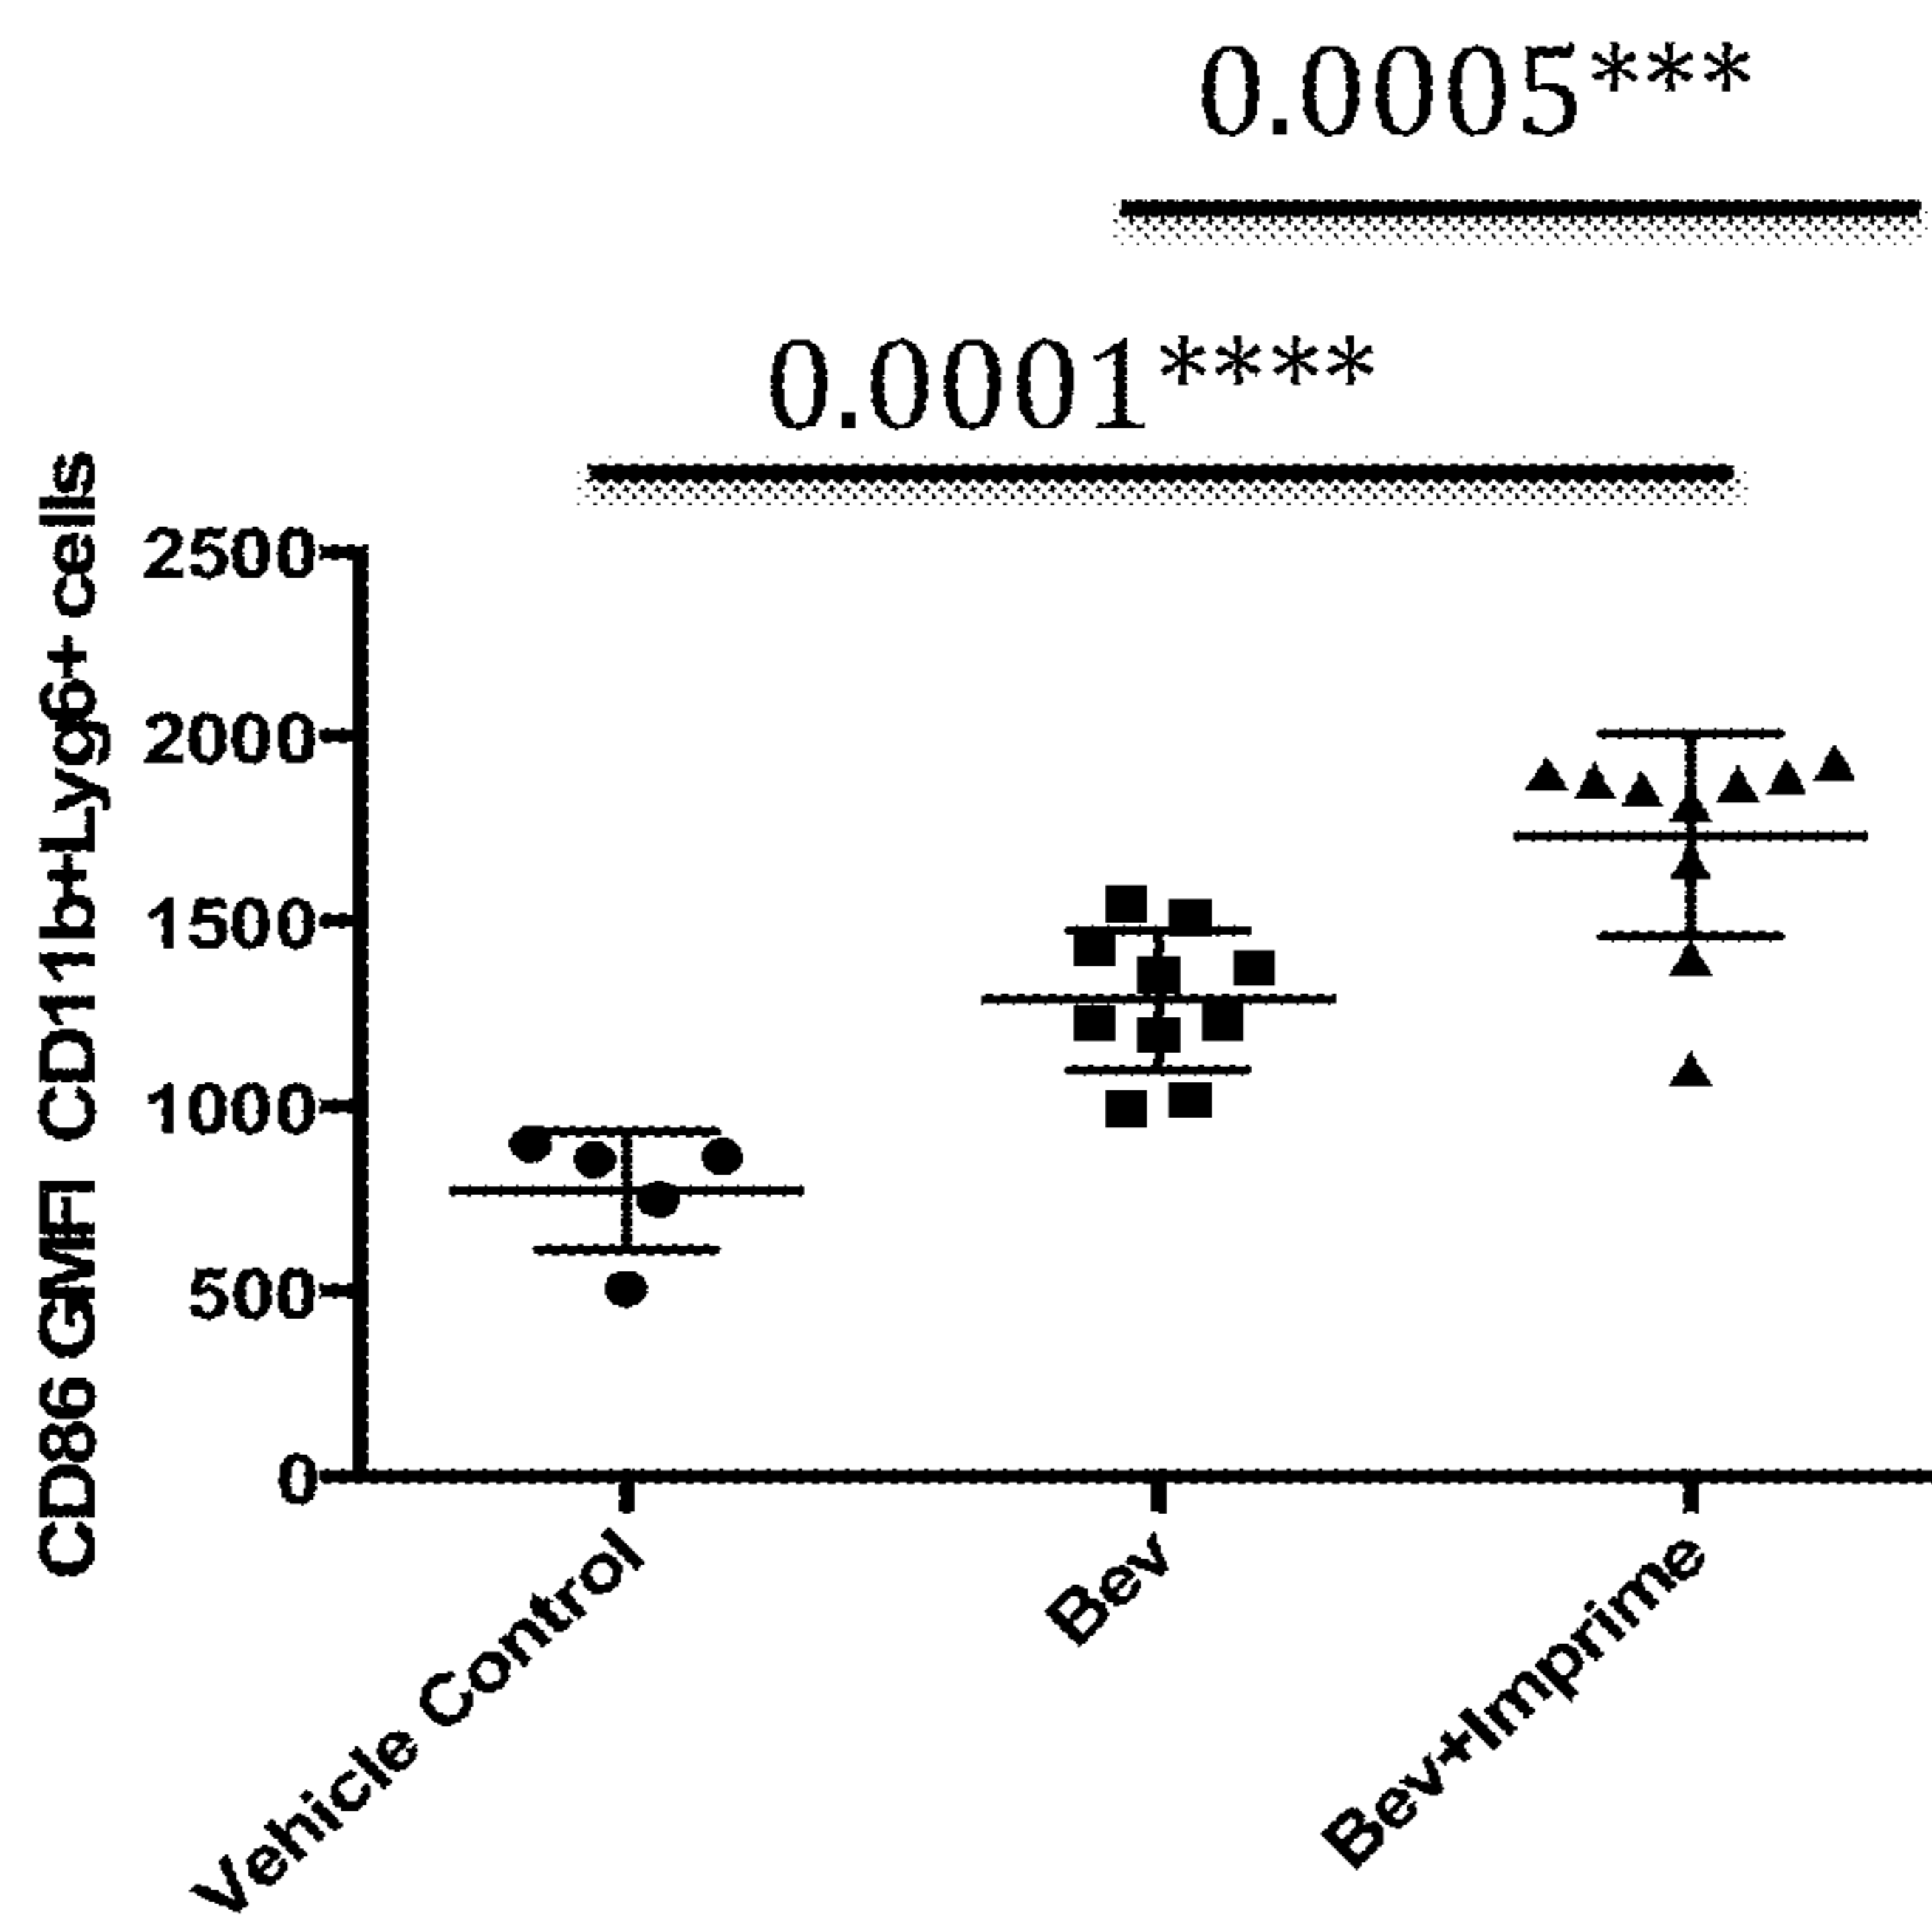 0.0005***
0.0001****
CD86 GMFI CD11b+Lyg6+ cells
2500
2000
1500
1000
500
0
Vehicle Control
Bev
Bev+Imprime